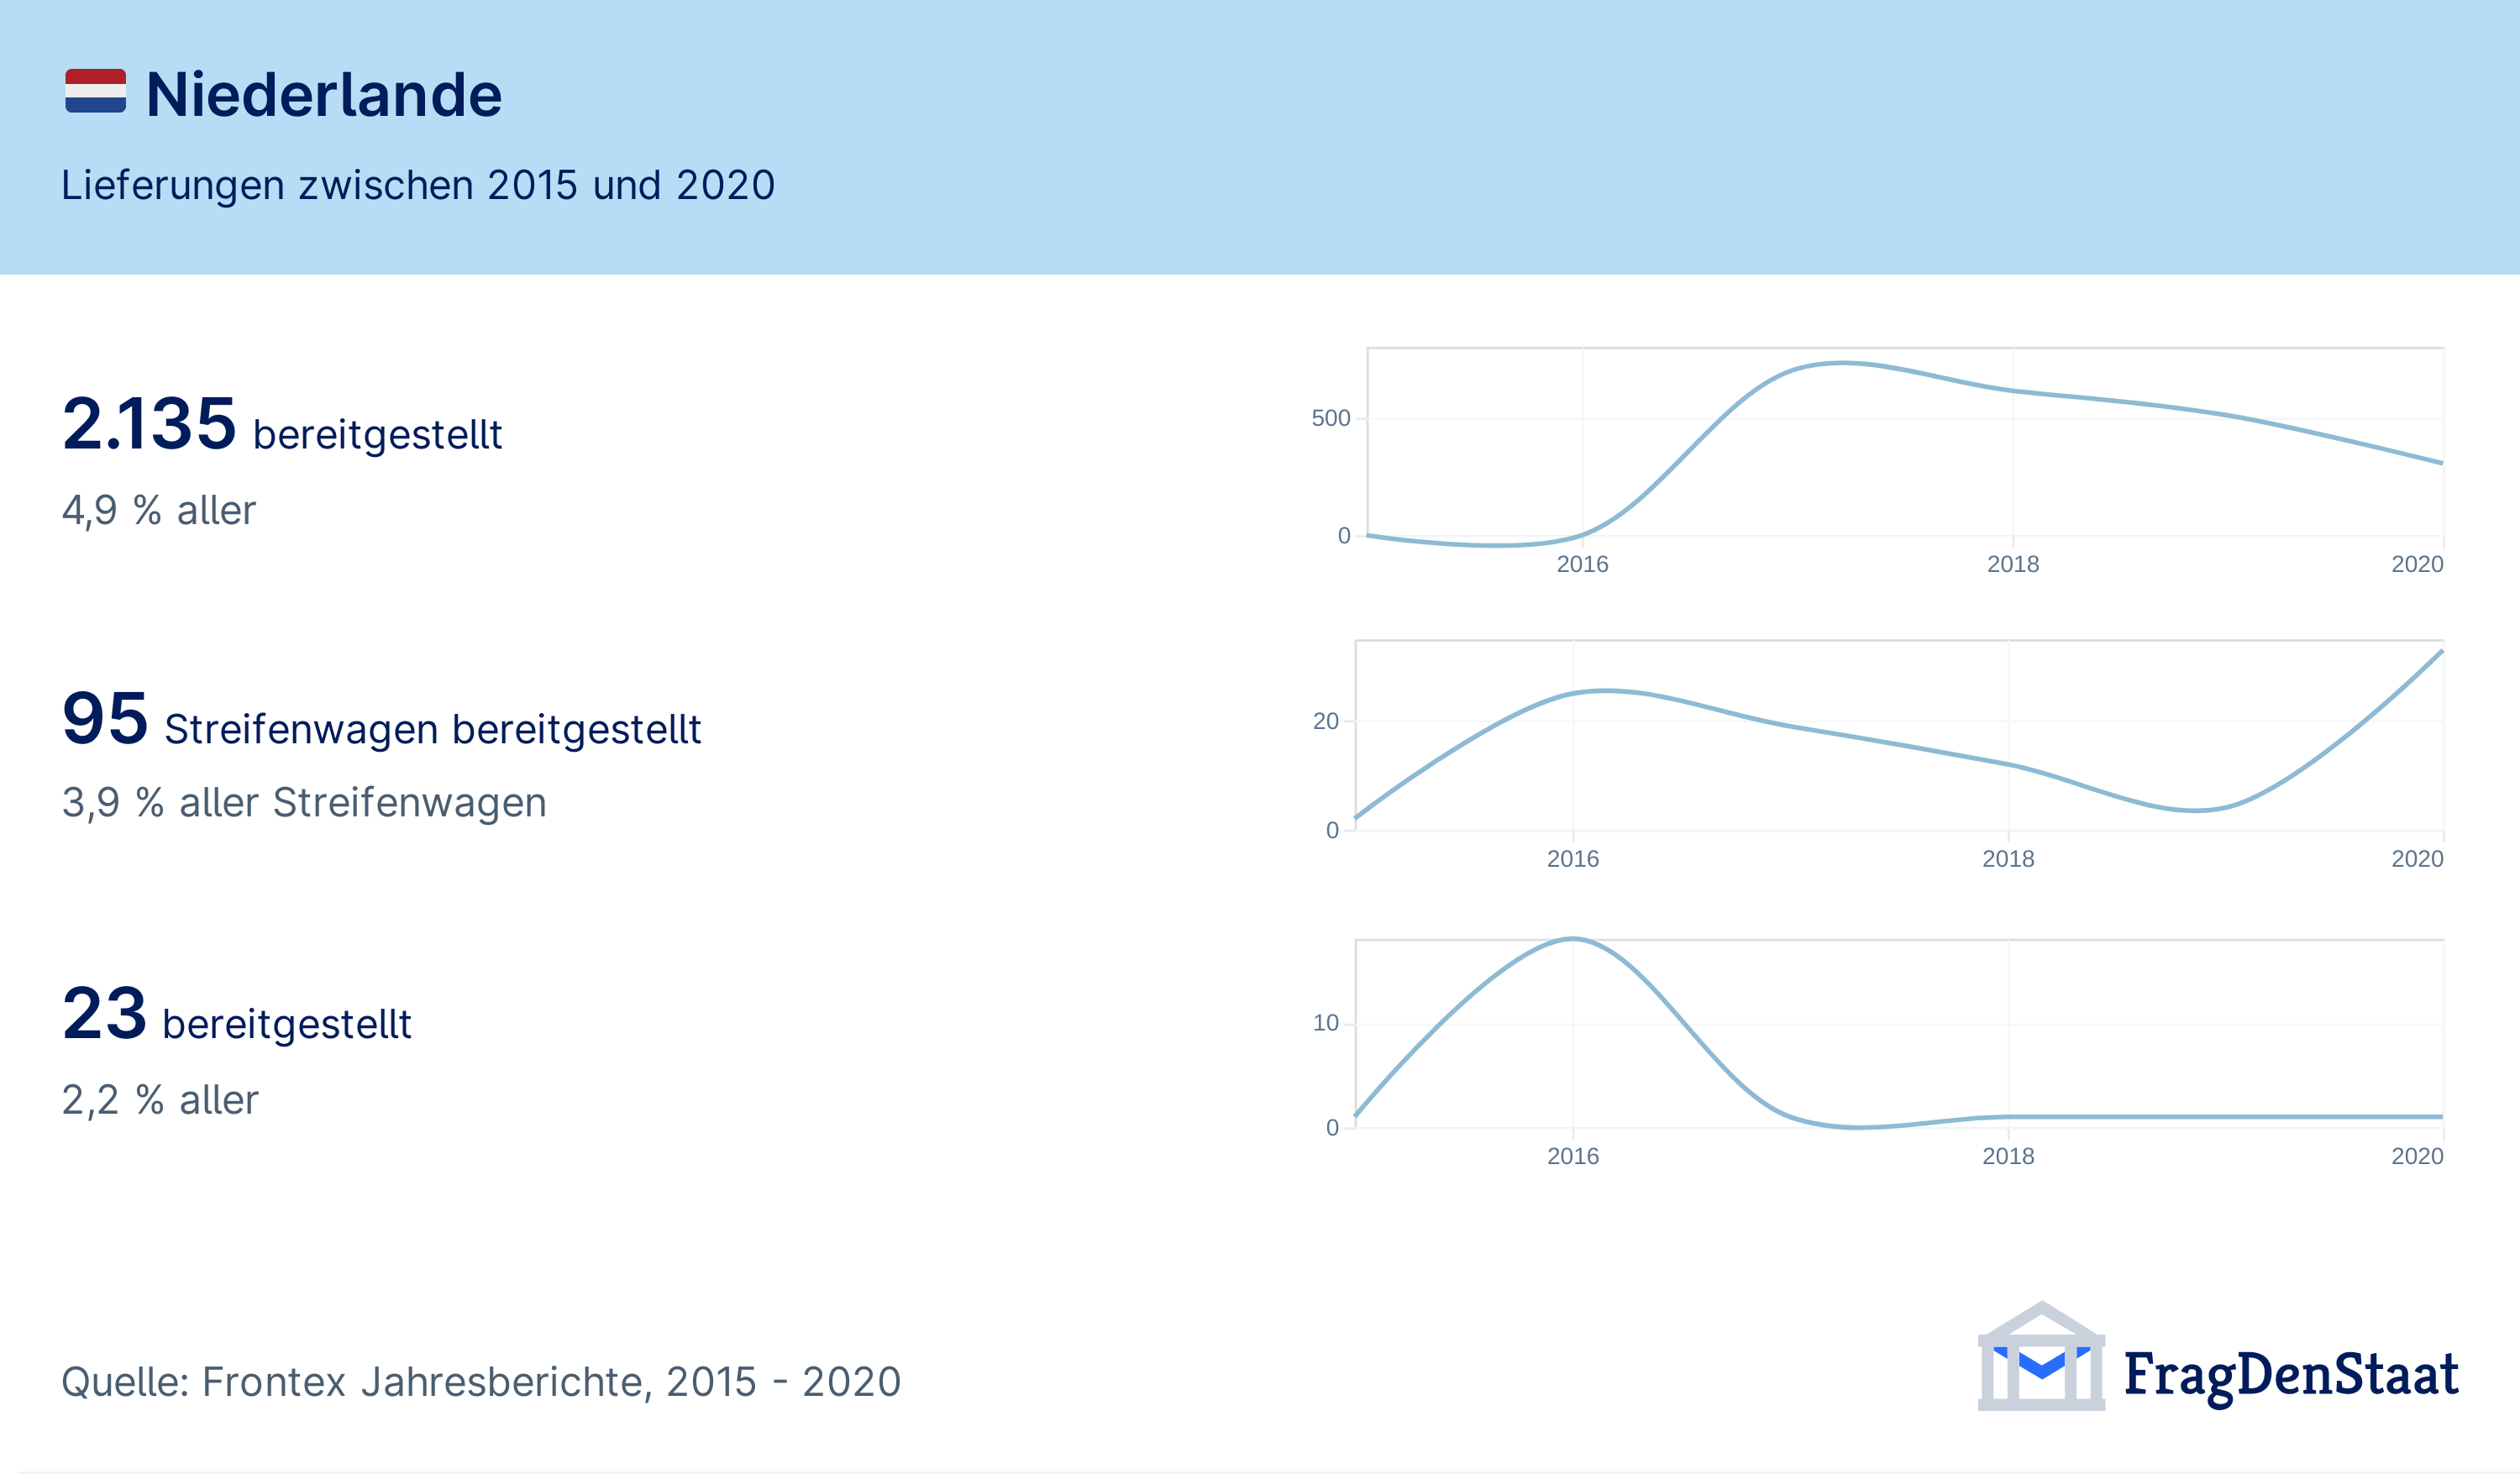 Niederlande
Lieferungen zwischen 2015 und 2020
2.135 bereitgestellt
4,9 % aller
500
0
2016 2018 2020
95 Streifenwagen bereitgestellt
3,9 % aller Streifenwagen
20
0
2016 2018 2020
23 bereitgestellt
2,2 % aller
10
0
2016 2018 2020
Quelle: Frontex Jahresberichte, 2015 - 2020
FragDenStaat